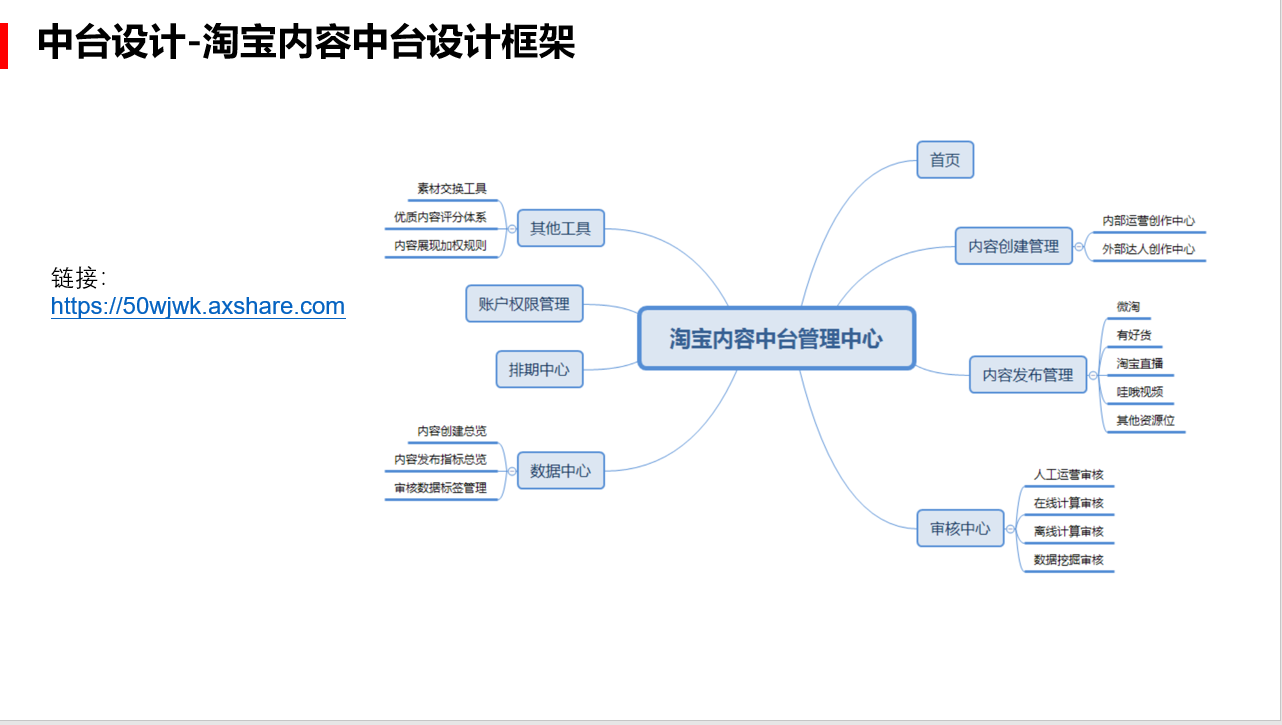 中台设计-淘宝内容中台设计框架
链接：
https://50wjwk.axshare.com
淘宝内容中台管理中心
首页
内容创建管理
内部运营创作中心
外部达人创作中心
内容发布管理
微淘
有好货
淘宝直播
哇哦视频
其他资源位
审核中心
人工运营审核
在线计算审核
离线计算审核
数据挖掘审核
其他工具
素材交换工具
优质内容评分体系
内容展现加权规则
账户权限管理
排期中心
数据中心
内容创建总览
内容发布指标总览
审核数据标签管理